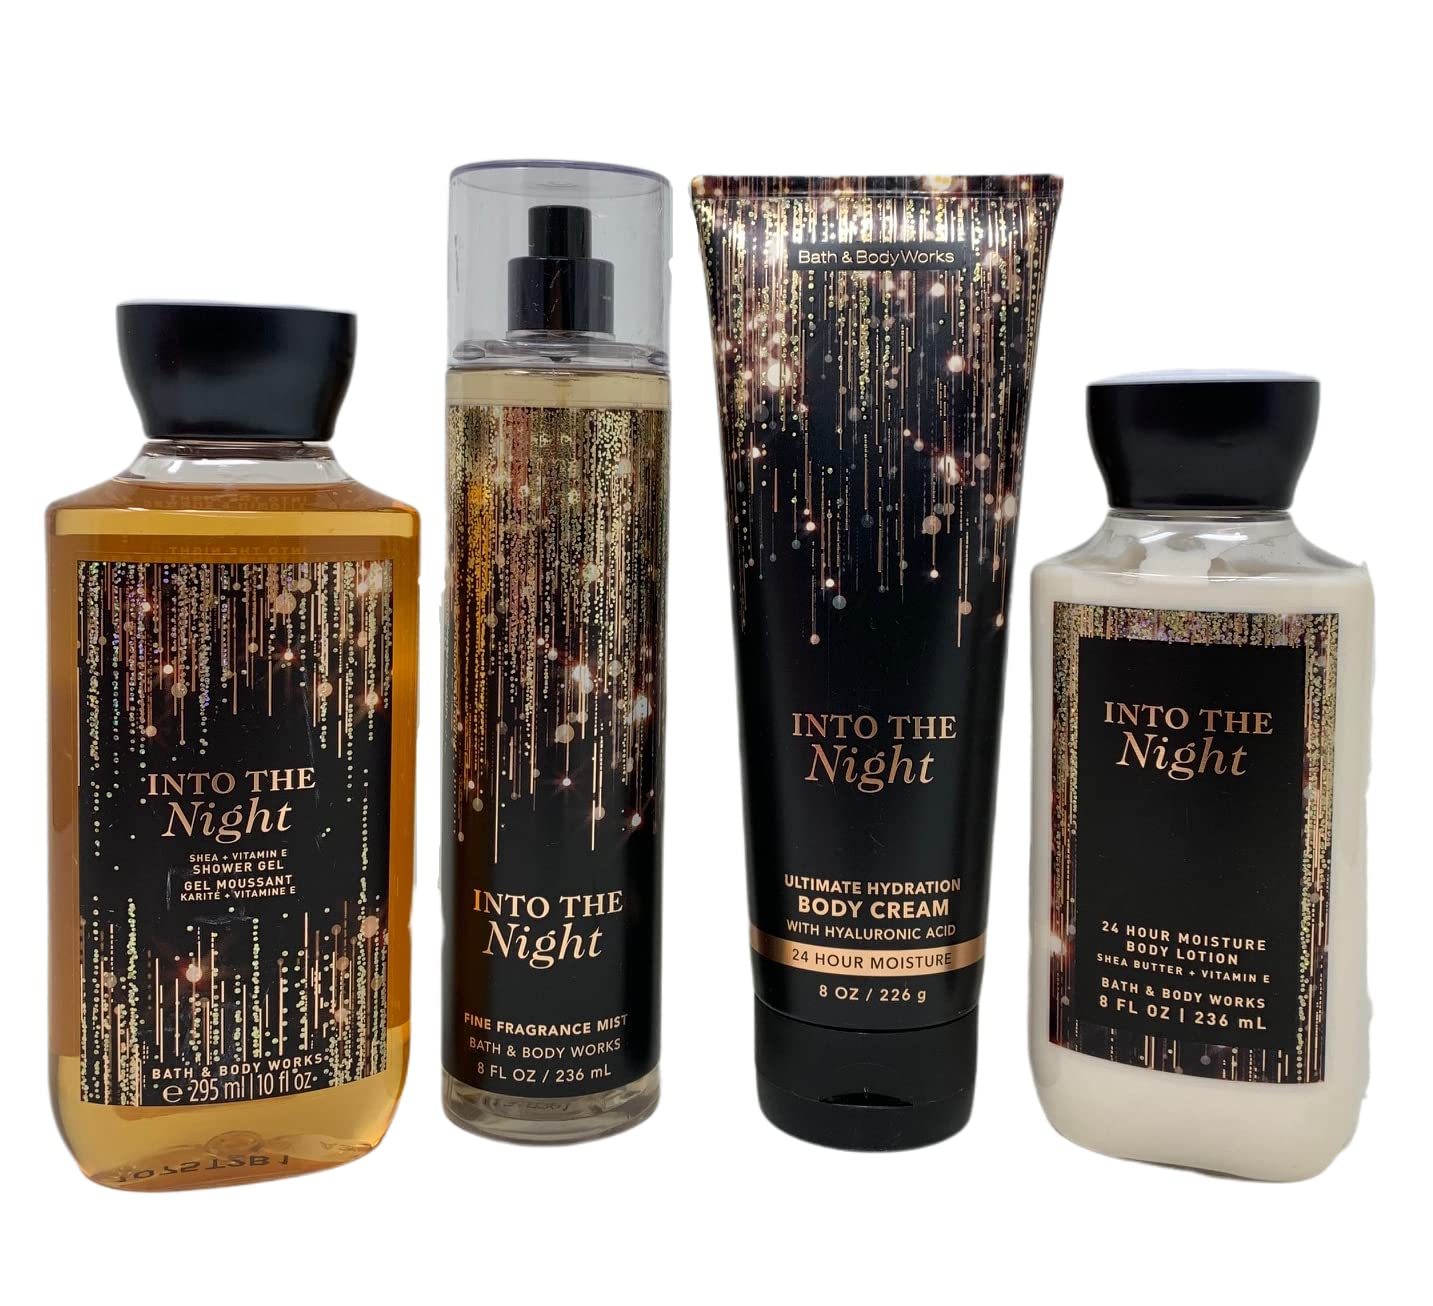 INTO THE
Night
SHEA + VITAMIN E
SHOWER GEL
GEL MOUSSANT
KARITÉ + VITAMINE E
BATH & BODY WORKS
℮ 295 ml | 10 fl oz
1075T2B1
INTO THE
Night
FINE FRAGRANCE MIST
BATH & BODY WORKS
8 FL OZ / 236 mL
Bath & Body Works
INTO THE
Night
ULTIMATE HYDRATION
BODY CREAM
WITH HYALURONIC ACID
24 HOUR MOISTURE
8 OZ / 226 g
INTO THE
Night
24 HOUR MOISTURE
BODY LOTION
SHEA BUTTER + VITAMIN E
BATH & BODY WORKS
8 FL OZ | 236 mL